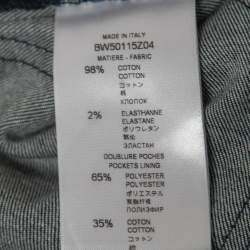 MADE IN ITALY
BW50115Z04
MATIERE - FABRIC
98% COTON
COTTON
コットン
棉
ХЛОПОК
2% ELASTHANNE
ELASTANE
ポリウレタン
ЭЛАСТАН
DOUBLURE POCHES
POCKETS LINING
65% POLYESTER
POLYESTER
ポリエステル
聚酯纤维
ПОЛИЭФИР
35% COTON
COTTON
コットン
棉